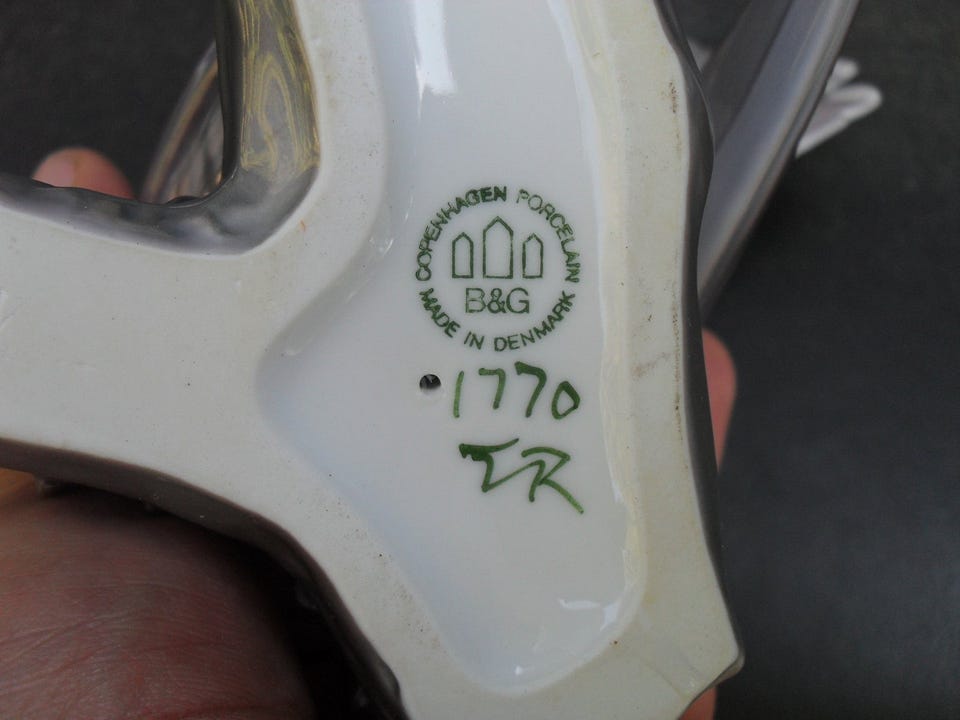 COPENHAGEN PORCELAIN
B&G
MADE IN DENMARK
1770